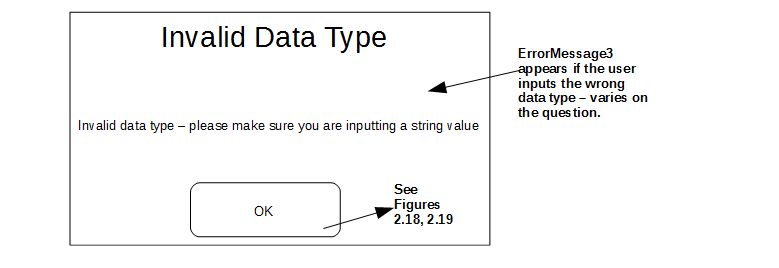 Invalid Data Type
ErrorMessage3
appears if the user
inputs the wrong
data type – varies on
the question.
Invalid data type – please make sure you are inputting a string value
OK
See
Figures
2.18, 2.19